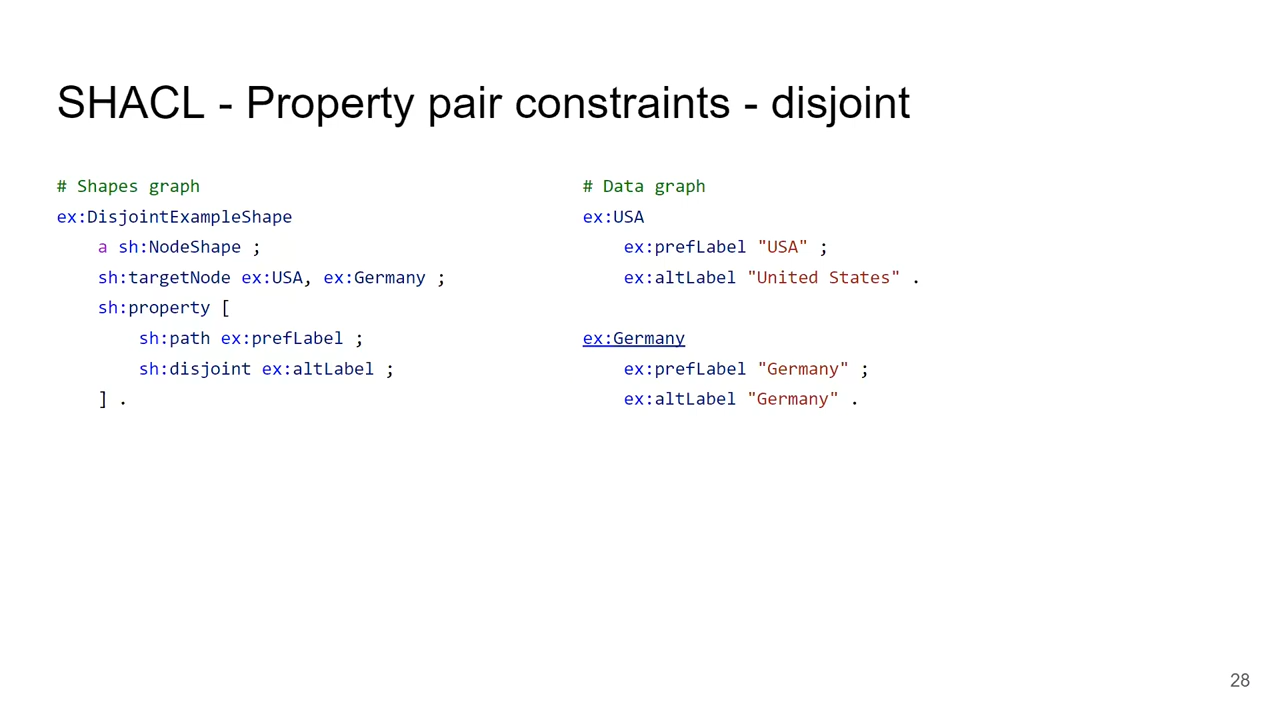 SHACL - Property pair constraints - disjoint
# Shapes graph
ex:DisjointExampleShape
    a sh:NodeShape ;
    sh:targetNode ex:USA, ex:Germany ;
    sh:property [
        sh:path ex:prefLabel ;
        sh:disjoint ex:altLabel ;
    ] .
# Data graph
ex:USA
    ex:prefLabel "USA" ;
    ex:altLabel "United States" .
ex:Germany
    ex:prefLabel "Germany" ;
    ex:altLabel "Germany" .
28